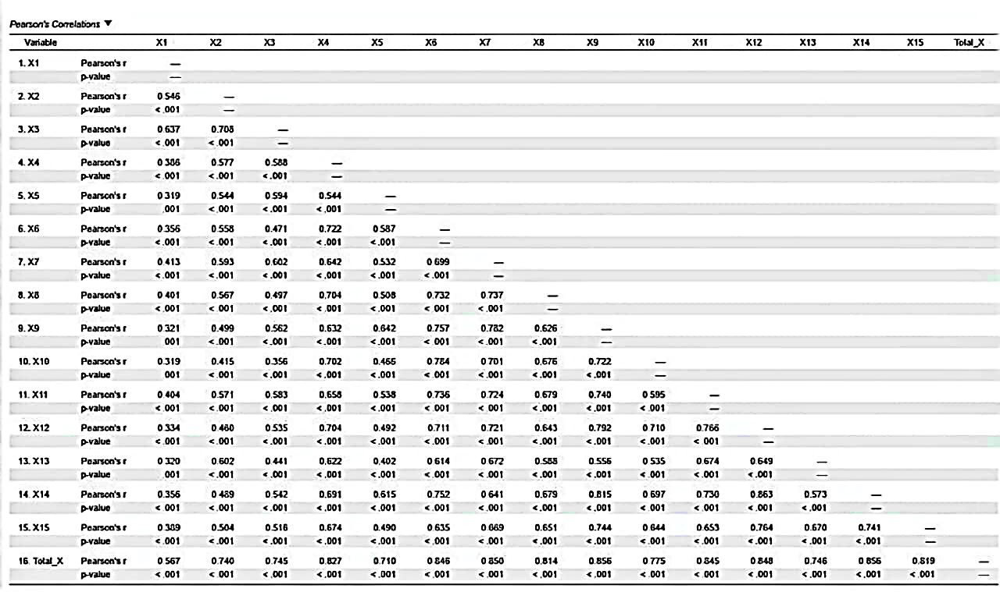 Pearson's Correlations ▼
Variable X1 X2 X3 X4 X5 X6 X7 X8 X9 X10 X11 X12 X13 X14 X15 Total_X
1. X1 Pearson's r —
p-value —
2. X2 Pearson's r 0.546 —
p-value < .001 —
3. X3 Pearson's r 0.637 0.708 —
p-value < .001 < .001 —
4. X4 Pearson's r 0.386 0.577 0.588 —
p-value < .001 < .001 < .001 —
5. X5 Pearson's r 0.319 0.544 0.594 0.544 —
p-value .001 < .001 < .001 < .001 —
6. X6 Pearson's r 0.356 0.558 0.471 0.722 0.587 —
p-value < .001 < .001 < .001 < .001 < .001 —
7. X7 Pearson's r 0.413 0.593 0.602 0.642 0.532 0.699 —
p-value < .001 < .001 < .001 < .001 < .001 < .001 —
8. X8 Pearson's r 0.401 0.567 0.497 0.704 0.508 0.732 0.737 —
p-value < .001 < .001 < .001 < .001 < .001 < .001 < .001 —
9. X9 Pearson's r 0.321 0.499 0.562 0.632 0.642 0.757 0.782 0.626 —
p-value .001 < .001 < .001 < .001 < .001 < .001 < .001 < .001 —
10. X10 Pearson's r 0.319 0.415 0.356 0.702 0.466 0.784 0.701 0.676 0.722 —
p-value .001 < .001 < .001 < .001 < .001 < .001 < .001 < .001 < .001 —
11. X11 Pearson's r 0.404 0.571 0.583 0.658 0.538 0.736 0.724 0.679 0.740 0.595 —
p-value < .001 < .001 < .001 < .001 < .001 < .001 < .001 < .001 < .001 < .001 —
12. X12 Pearson's r 0.334 0.460 0.535 0.704 0.492 0.711 0.721 0.643 0.792 0.710 0.766 —
p-value < .001 < .001 < .001 < .001 < .001 < .001 < .001 < .001 < .001 < .001 < .001 —
13. X13 Pearson's r 0.320 0.602 0.441 0.622 0.402 0.614 0.672 0.588 0.556 0.535 0.674 0.649 —
p-value .001 < .001 < .001 < .001 < .001 < .001 < .001 < .001 < .001 < .001 < .001 < .001 —
14. X14 Pearson's r 0.356 0.489 0.542 0.691 0.615 0.752 0.641 0.679 0.815 0.697 0.730 0.863 0.573 —
p-value < .001 < .001 < .001 < .001 < .001 < .001 < .001 < .001 < .001 < .001 < .001 < .001 < .001 —
15. X15 Pearson's r 0.389 0.504 0.516 0.674 0.490 0.635 0.669 0.651 0.744 0.644 0.653 0.764 0.670 0.741 —
p-value < .001 < .001 < .001 < .001 < .001 < .001 < .001 < .001 < .001 < .001 < .001 < .001 < .001 < .001 —
16. Total_X Pearson's r 0.567 0.740 0.745 0.827 0.710 0.846 0.850 0.814 0.856 0.775 0.845 0.848 0.746 0.856 0.819 —
p-value < .001 < .001 < .001 < .001 < .001 < .001 < .001 < .001 < .001 < .001 < .001 < .001 < .001 < .001 < .001 —